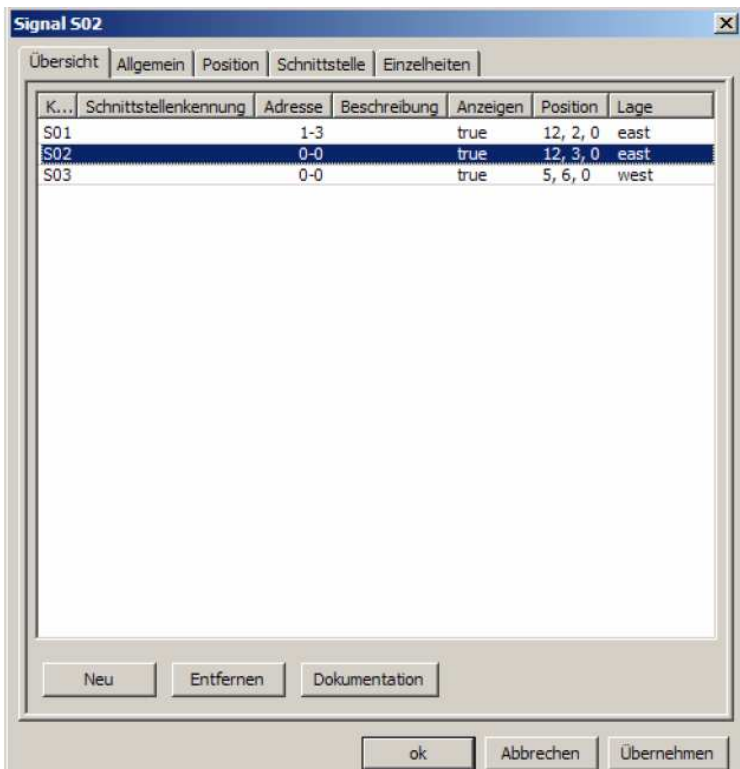 Signal S02
Übersicht Allgemein Position Schnittstelle Einzelheiten
K... Schnittstellenkennung Adresse Beschreibung Anzeigen Position Lage
S01 1-3 true 12, 2, 0 east
S02 0-0 true 12, 3, 0 east
S03 0-0 true 5, 6, 0 west
Neu Entfernen Dokumentation
ok Abbrechen Übernehmen